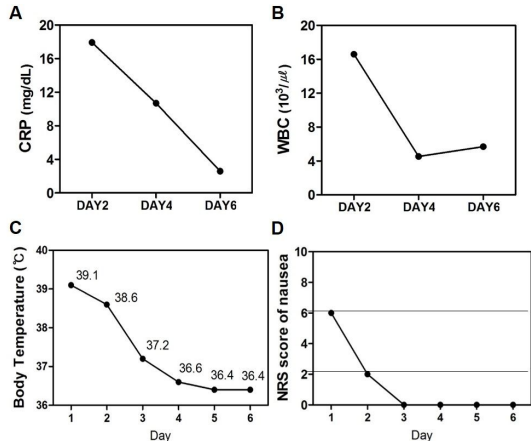 A
CRP (mg/dL)
20
16
12
8
4
0
DAY2 DAY4 DAY6
B
WBC (10³/㎕)
20
16
12
8
4
0
DAY2 DAY4 DAY6
C
Body Temperature (℃)
40
39
38
37
36
39.1
38.6
37.2
36.6
36.4
36.4
1 2 3 4 5 6
Day
D
NRS score of nausea
10
8
6
4
2
0
1 2 3 4 5 6
Day